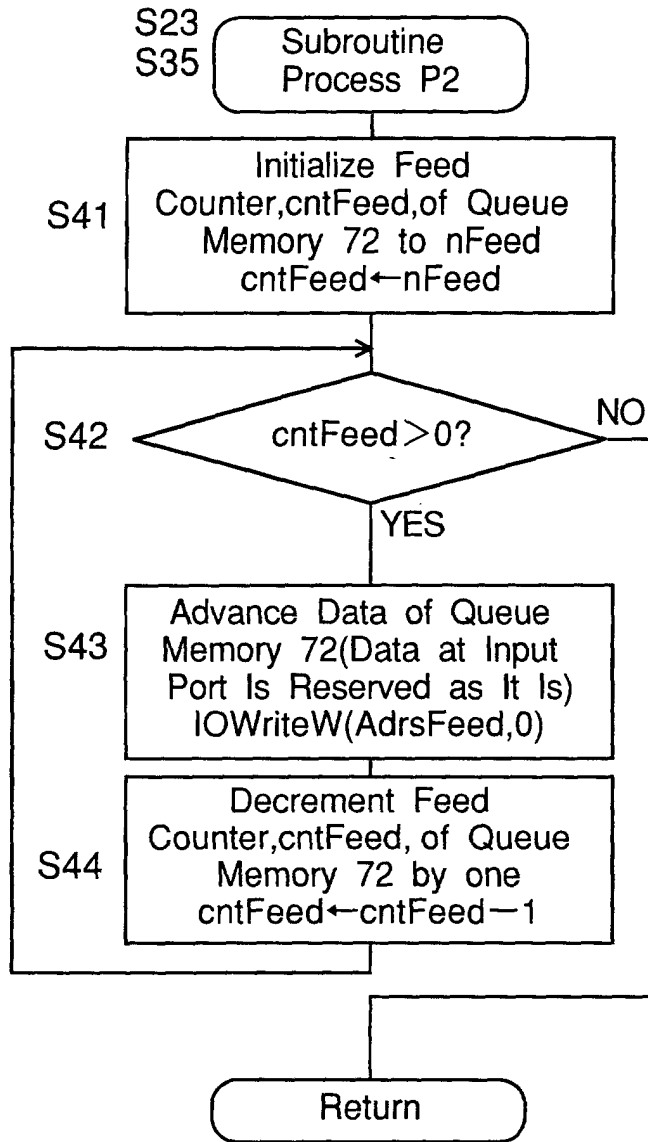 S23
S35
Subroutine
Process P2
S41
Initialize Feed
Counter,cntFeed,of Queue
Memory 72 to nFeed
cntFeed←nFeed
S42
cntFeed>0?
NO
YES
S43
Advance Data of Queue
Memory 72(Data at Input
Port Is Reserved as It Is)
IOWriteW(AdrsFeed,0)
S44
Decrement Feed
Counter,cntFeed, of Queue
Memory 72 by one
cntFeed←cntFeed−1
Return